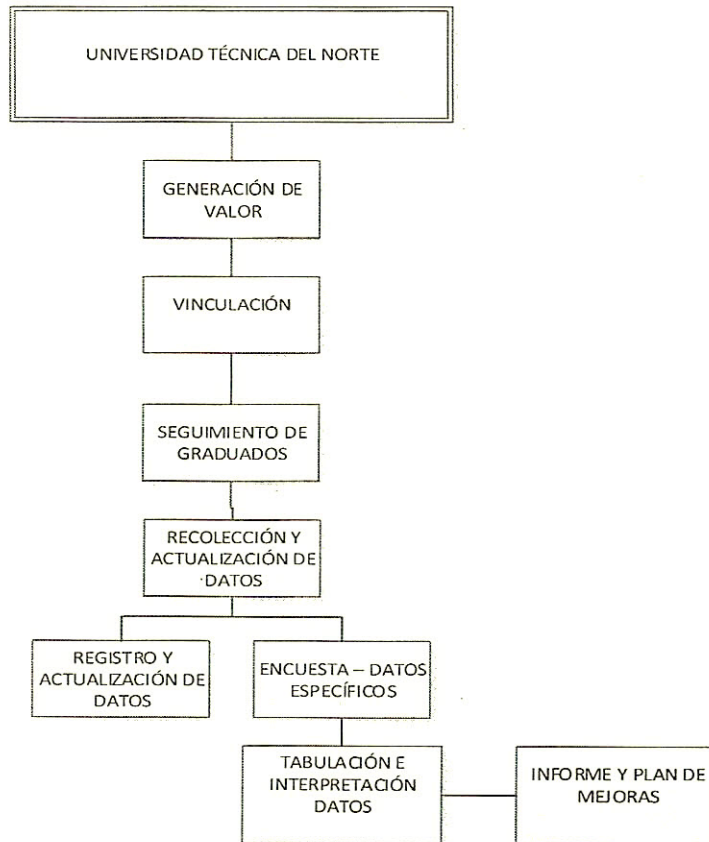 UNIVERSIDAD TÉCNICA DEL NORTE
GENERACIÓN DE
VALOR
VINCULACIÓN
SEGUIMIENTO DE
GRADUADOS
RECOLECCIÓN Y
ACTUALIZACIÓN DE
DATOS
REGISTRO Y
ACTUALIZACIÓN DE
DATOS
ENCUESTA – DATOS
ESPECÍFICOS
TABULACIÓN E
INTERPRETACIÓN
DATOS
INFORME Y PLAN DE
MEJORAS